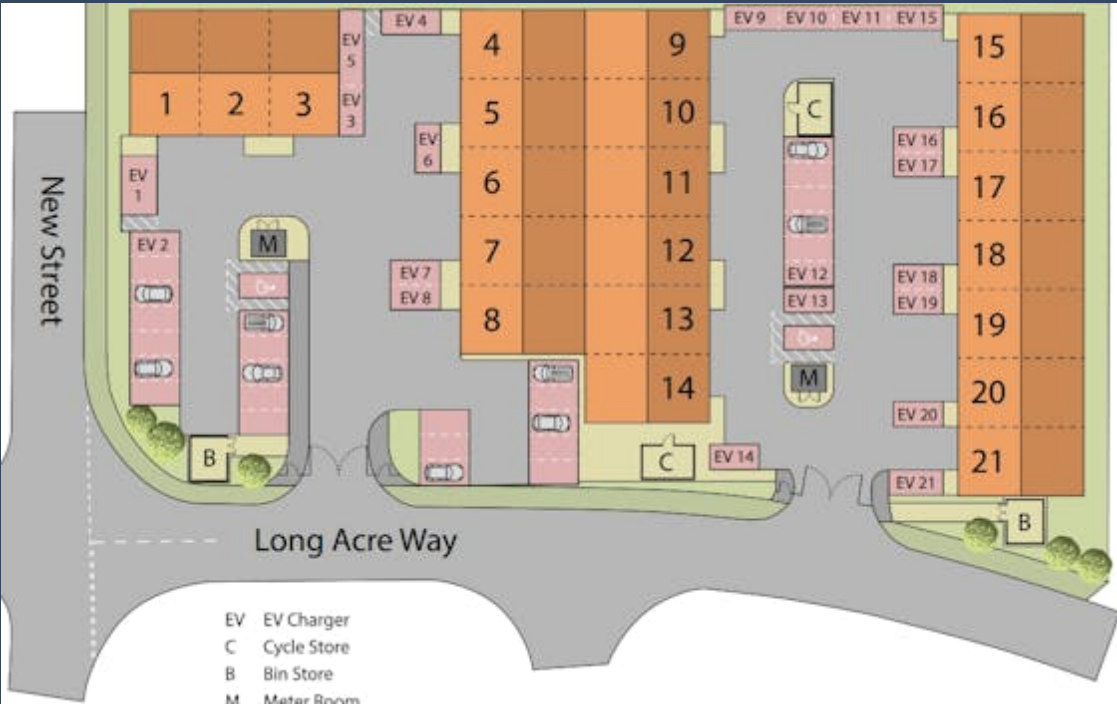 EV 4
EV 9 EV 10 EV 11 EV 15
EV
5
4
9
15
1 2 3
EV
3
5
10
C
16
EV
6
EV 16
EV 17
EV
1
6
11
17
New Street
EV 2
M
7
12
18
EV 7
EV 8
EV 12
EV 13
EV 18
EV 19
8
13
19
M
14
20
EV 20
B
C
EV 14
21
EV 21
B
Long Acre Way
EV EV Charger
C Cycle Store
B Bin Store
M Meter Room